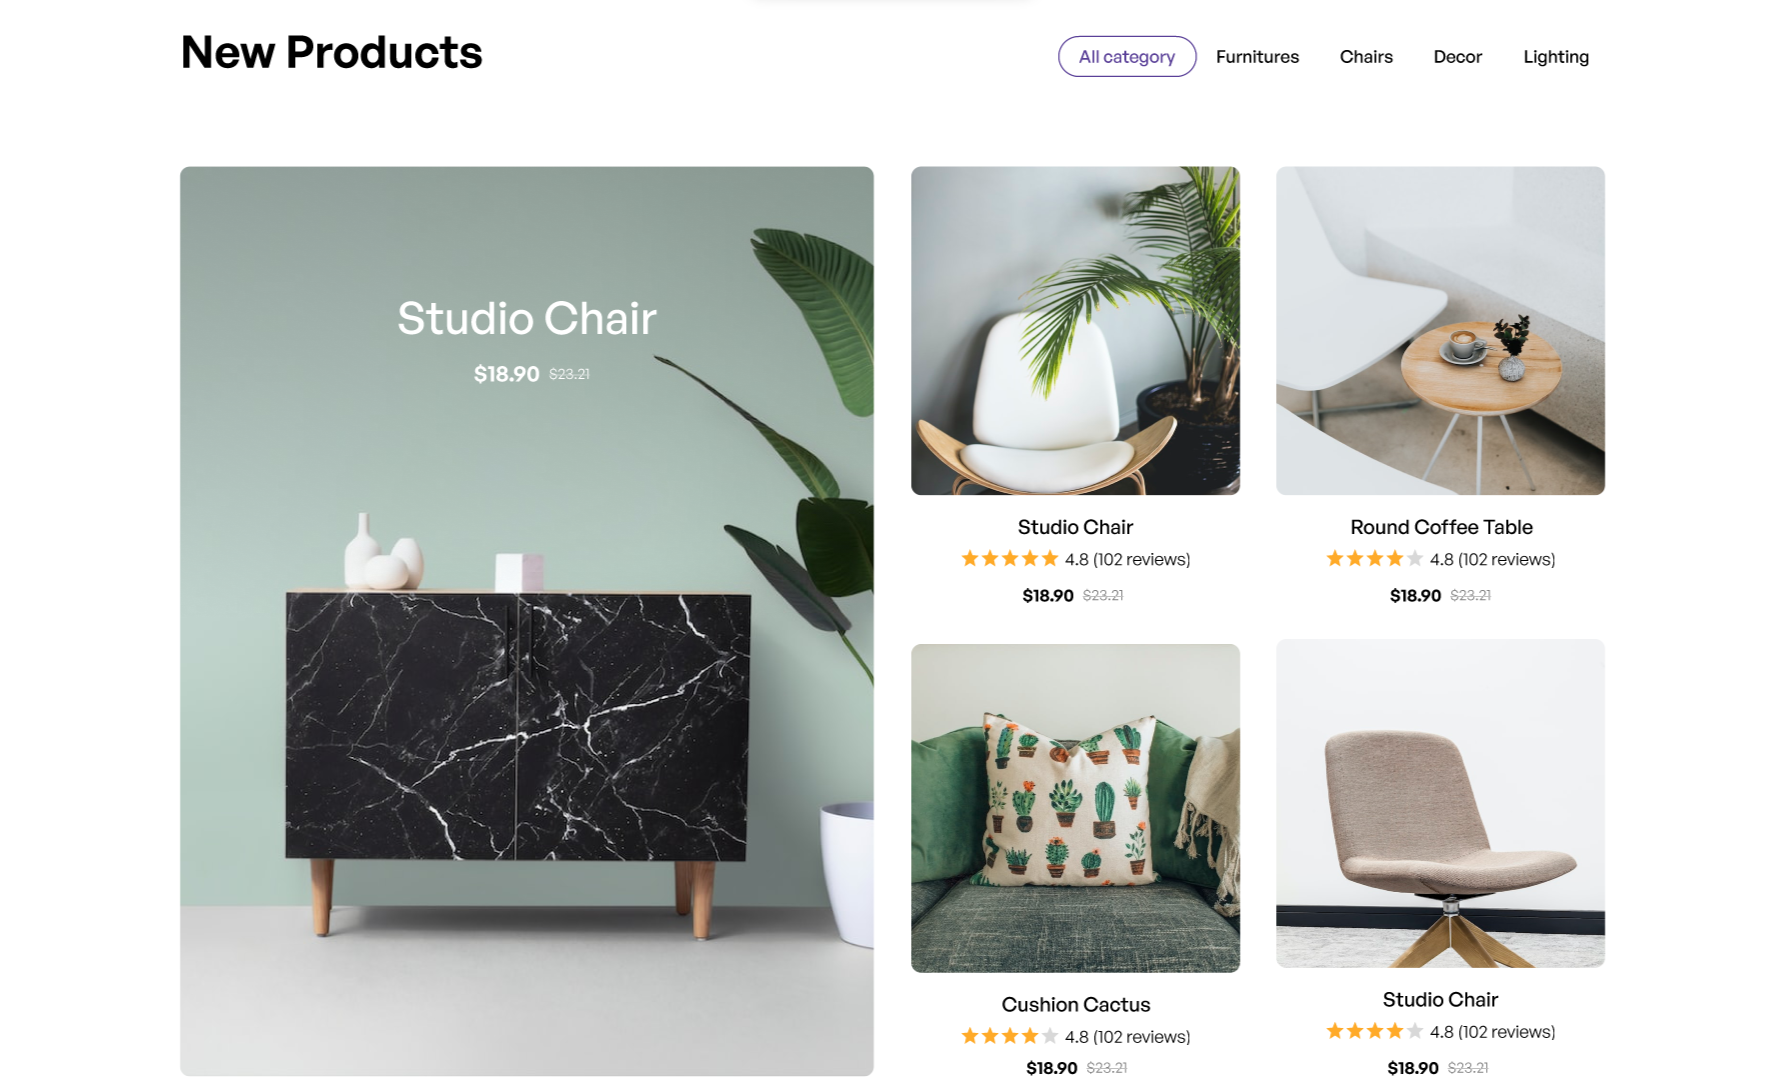 New Products
All category Furnitures Chairs Decor Lighting
Studio Chair
$18.90 $23.21
Studio Chair
4.8 (102 reviews)
$18.90 $23.21
Round Coffee Table
4.8 (102 reviews)
$18.90 $23.21
Cushion Cactus
4.8 (102 reviews)
$18.90 $23.21
Studio Chair
4.8 (102 reviews)
$18.90 $23.21